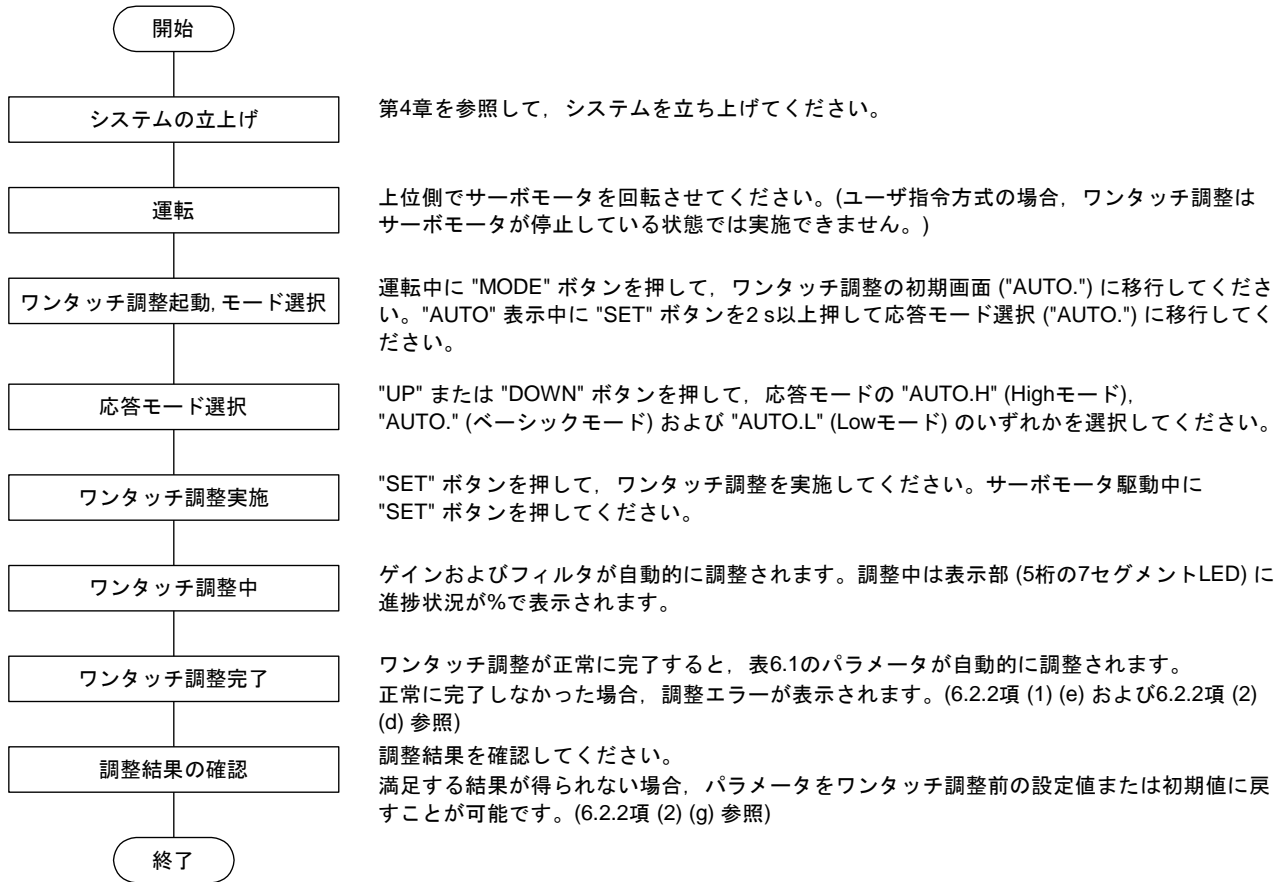 開始
システムの立上げ
第4章を参照して，システムを立ち上げてください。
運転
上位側でサーボモータを回転させてください。(ユーザ指令方式の場合，ワンタッチ調整は
サーボモータが停止している状態では実施できません。)
ワンタッチ調整起動, モード選択
運転中に "MODE" ボタンを押して，ワンタッチ調整の初期画面 ("AUTO.") に移行してくださ
い。"AUTO" 表示中に "SET" ボタンを2 s以上押して応答モード選択 ("AUTO.") に移行してく
ださい。
応答モード選択
"UP" または "DOWN" ボタンを押して，応答モードの "AUTO.H" (Highモード),
"AUTO." (ベーシックモード) および "AUTO.L" (Lowモード) のいずれかを選択してください。
ワンタッチ調整実施
"SET" ボタンを押して，ワンタッチ調整を実施してください。サーボモータ駆動中に
"SET" ボタンを押してください。
ワンタッチ調整中
ゲインおよびフィルタが自動的に調整されます。調整中は表示部 (5桁の7セグメントLED) に
進捗状況が%で表示されます。
ワンタッチ調整完了
ワンタッチ調整が正常に完了すると，表6.1のパラメータが自動的に調整されます。
正常に完了しなかった場合，調整エラーが表示されます。(6.2.2項 (1) (e) および6.2.2項 (2)
(d) 参照)
調整結果の確認
調整結果を確認してください。
満足する結果が得られない場合，パラメータをワンタッチ調整前の設定値または初期値に戻
すことが可能です。(6.2.2項 (2) (g) 参照)
終了